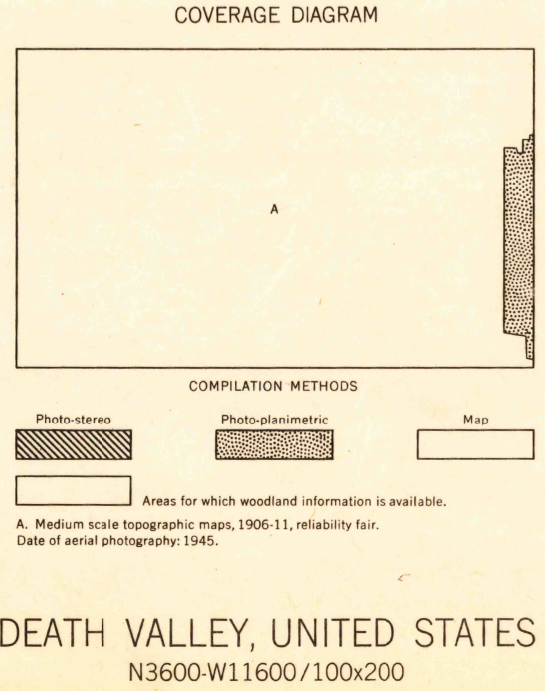 COVERAGE DIAGRAM
A
COMPILATION METHODS
Photo-stereo Photo-planimetric Map
Areas for which woodland information is available.
A. Medium scale topographic maps, 1906-11, reliability fair.
Date of aerial photography: 1945.
DEATH VALLEY, UNITED STATES
N3600-W11600/100x200